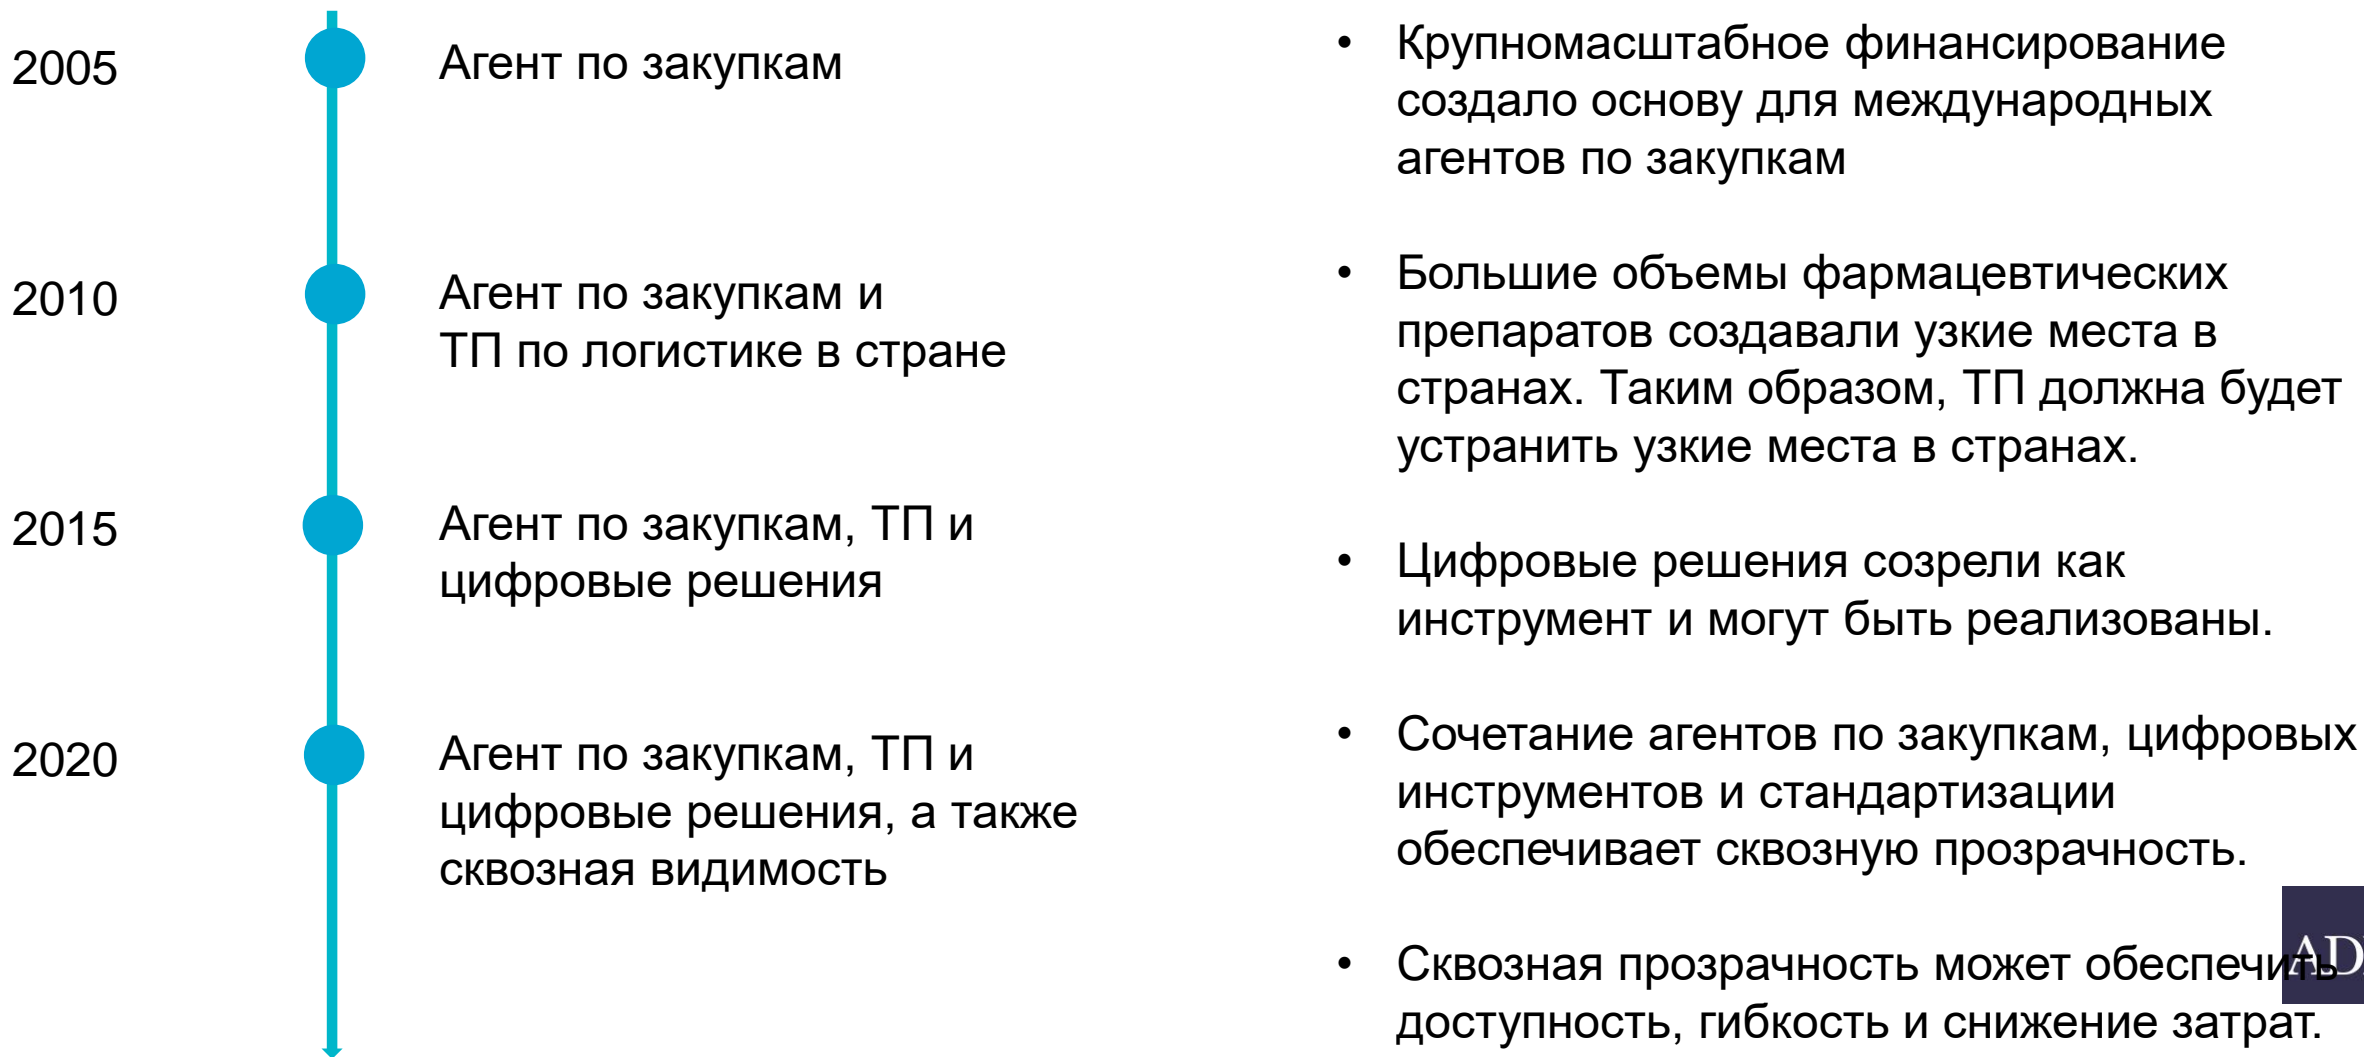 2005
Агент по закупкам
2010
Агент по закупкам и
ТП по логистике в стране
2015
Агент по закупкам, ТП и
цифровые решения
2020
Агент по закупкам, ТП и
цифровые решения, а также
сквозная видимость
• Крупномасштабное финансирование
создало основу для международных
агентов по закупкам
• Большие объемы фармацевтических
препаратов создавали узкие места в
странах. Таким образом, ТП должна будет
устранить узкие места в странах.
• Цифровые решения созрели как
инструмент и могут быть реализованы.
• Сочетание агентов по закупкам, цифровых
инструментов и стандартизации
обеспечивает сквозную прозрачность.
• Сквозная прозрачность может обеспечить
доступность, гибкость и снижение затрат.
AD